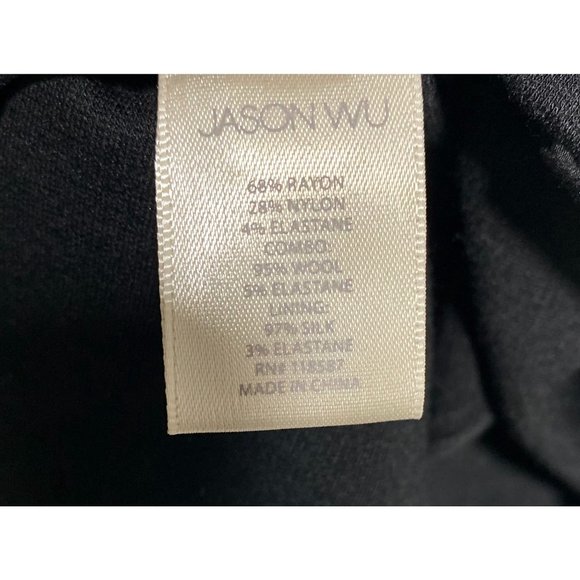 JASON WU
68% RAYON
28% NYLON
4% ELASTANE
COMBO:
95% WOOL
5% ELASTANE
LINING:
97% SILK
3% ELASTANE
RN# 118587
MADE IN CHINA